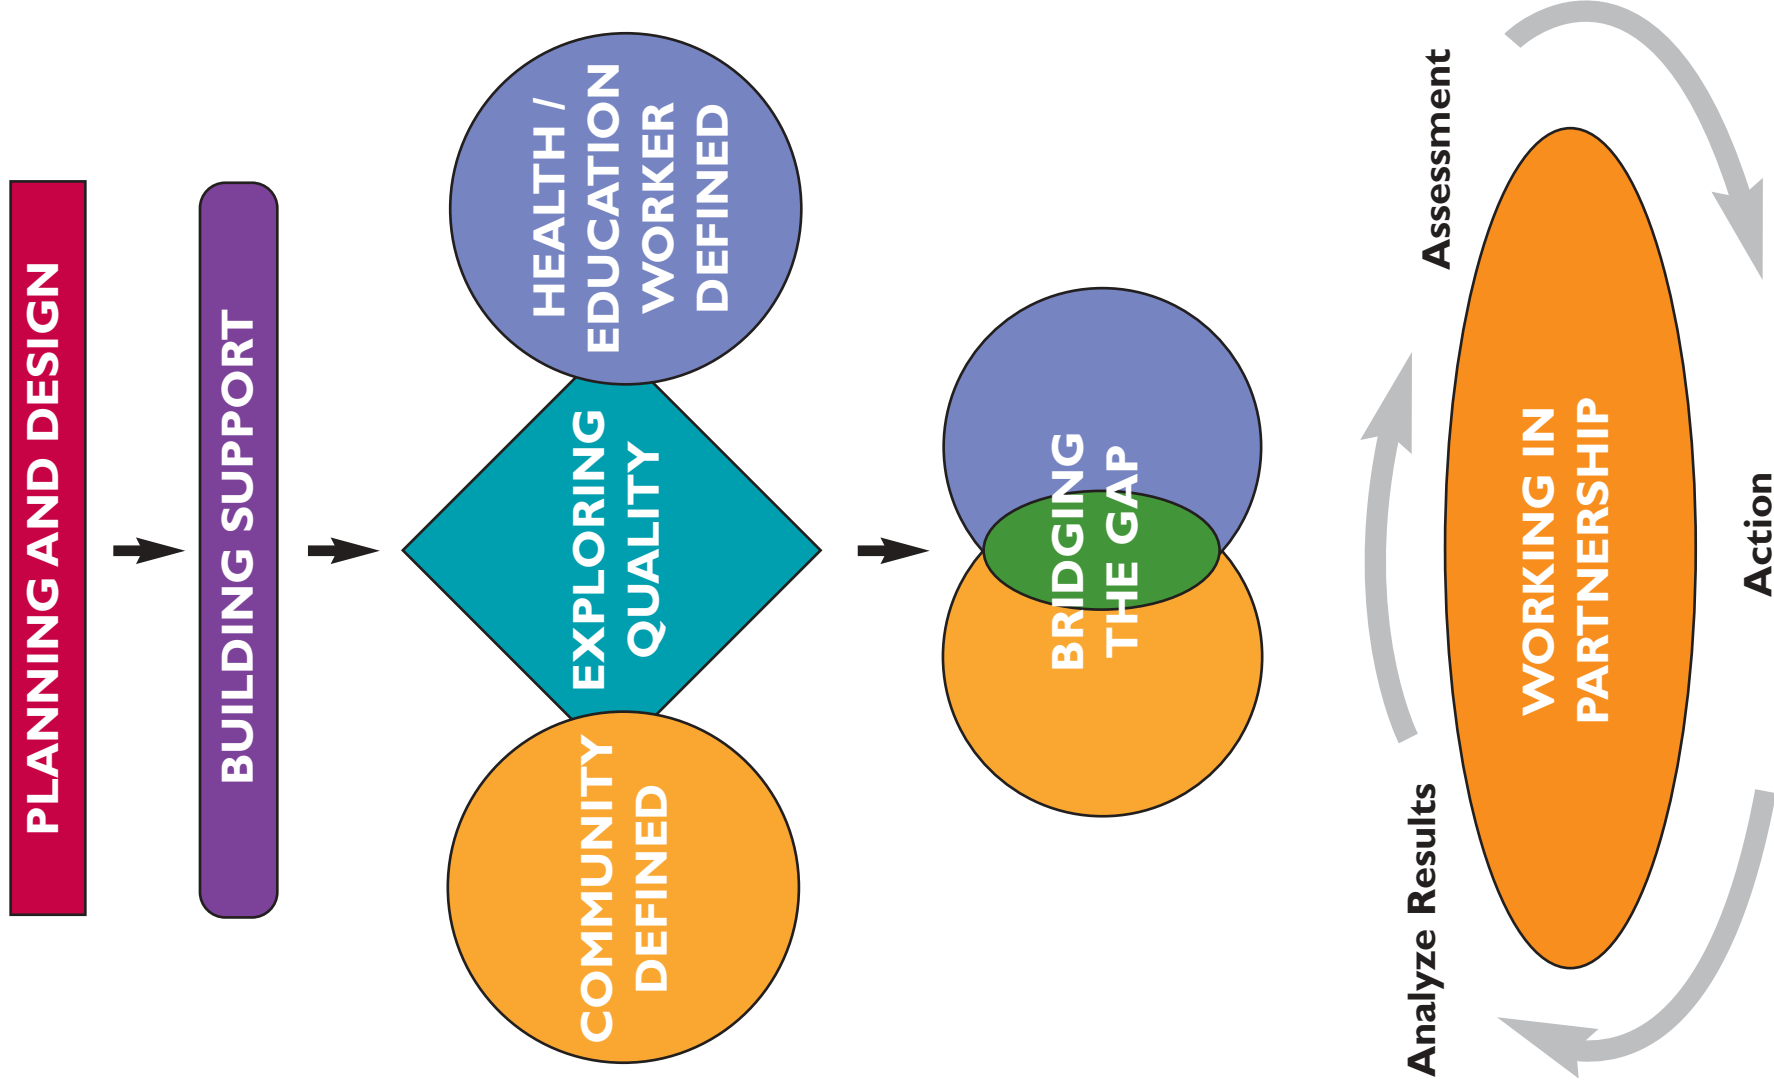 PLANNING AND DESIGN
BUILDING SUPPORT
COMMUNITY
DEFINED
EXPLORING
QUALITY
HEALTH /
EDUCATION
WORKER
DEFINED
BRIDGING
THE GAP
Analyze Results
Assessment
WORKING IN
PARTNERSHIP
Action